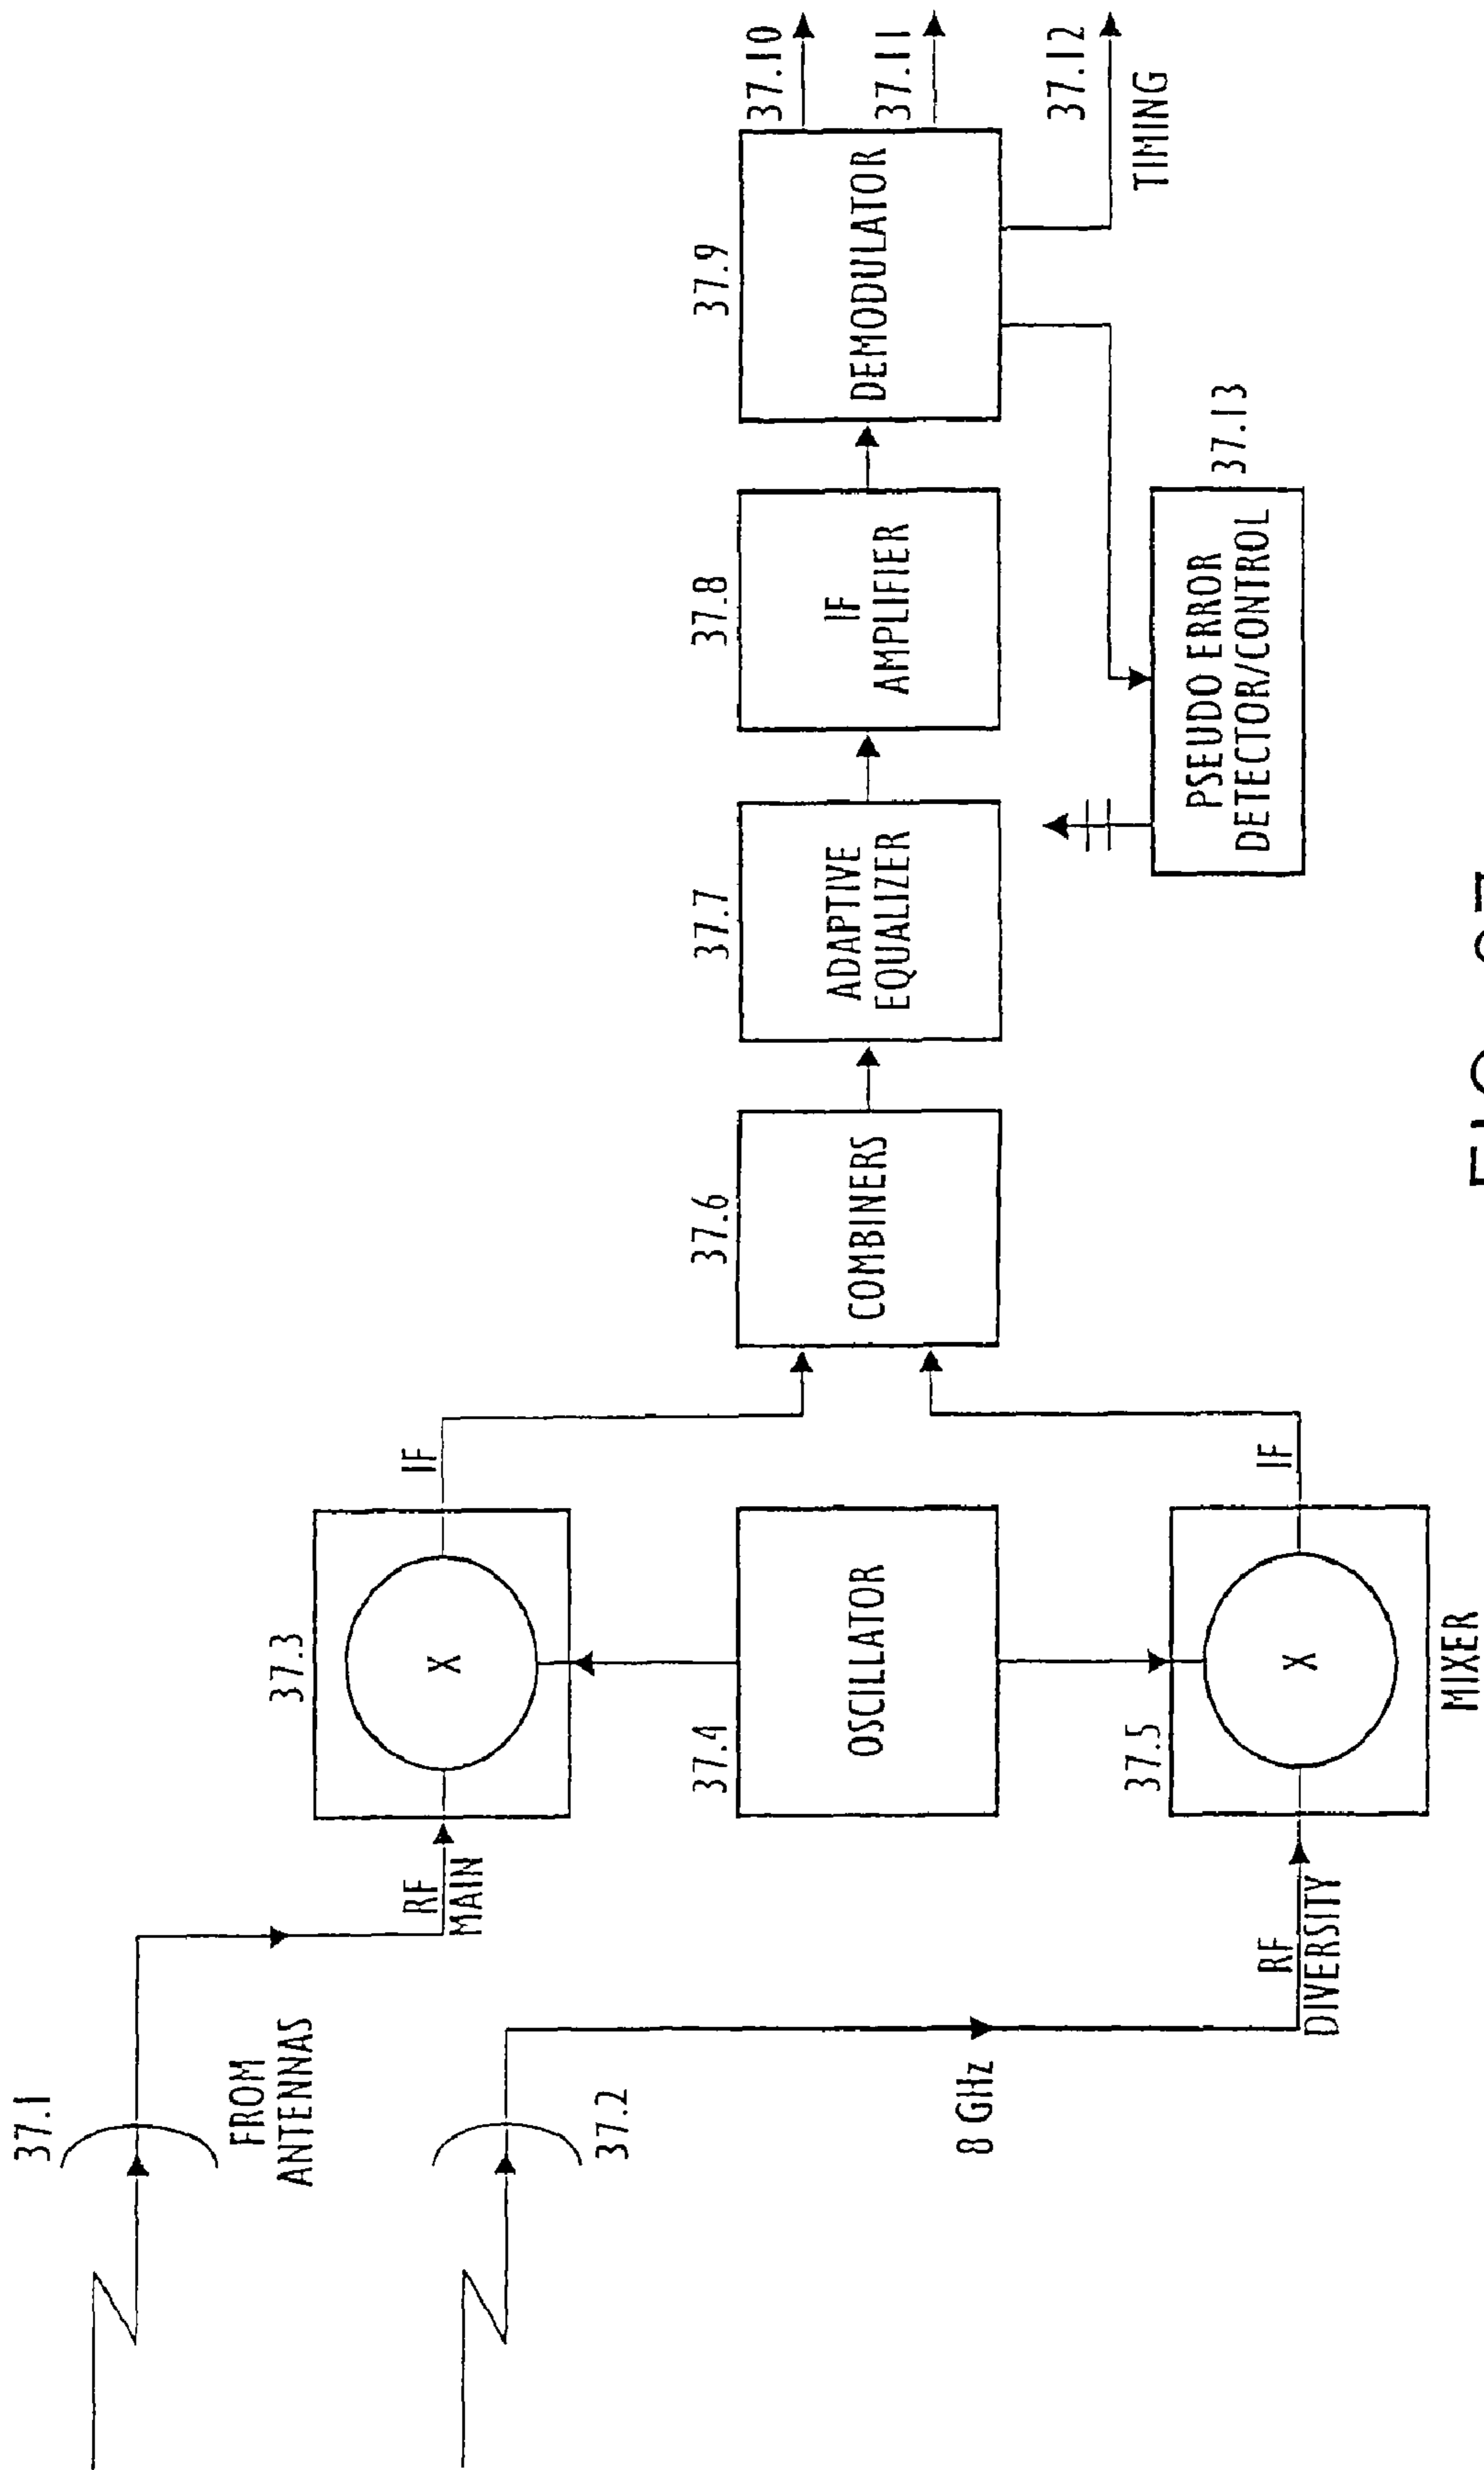 37.1
FROM
ANTENNAS
37.2
8 GHz
RF
MAIN
RF
DIVERSITY
37.3
X
IF
37.4
OSCILLATOR
37.5
X
IF
MIXER
37.6
COMBINERS
37.7
ADAPTIVE
EQUALIZER
37.8
IF
AMPLIFIER
37.9
DEMODULATOR
37.10
37.11
37.12
TIMING
PSEUDO ERROR
DETECTOR/CONTROL
37.13